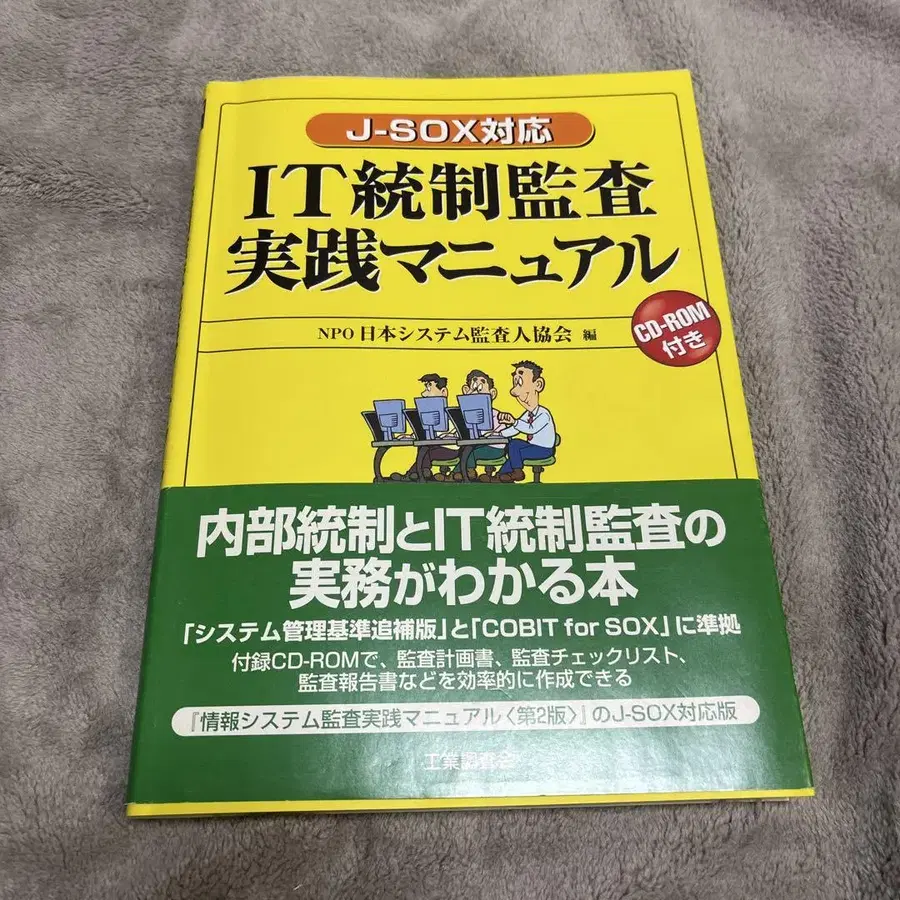 J-SOX対応
IT統制監査
実践マニュアル
NPO 日本システム監査人協会 編
CD-ROM
付き
内部統制とIT統制監査の
実務がわかる本
「システム管理基準追補版」と「COBIT for SOX」に準拠
付録CD-ROMで、監査計画書、監査チェックリスト、
監査報告書などを効率的に作成できる
『情報システム監査実践マニュアル〈第2版〉』のJ-SOX対応版
工業調査会